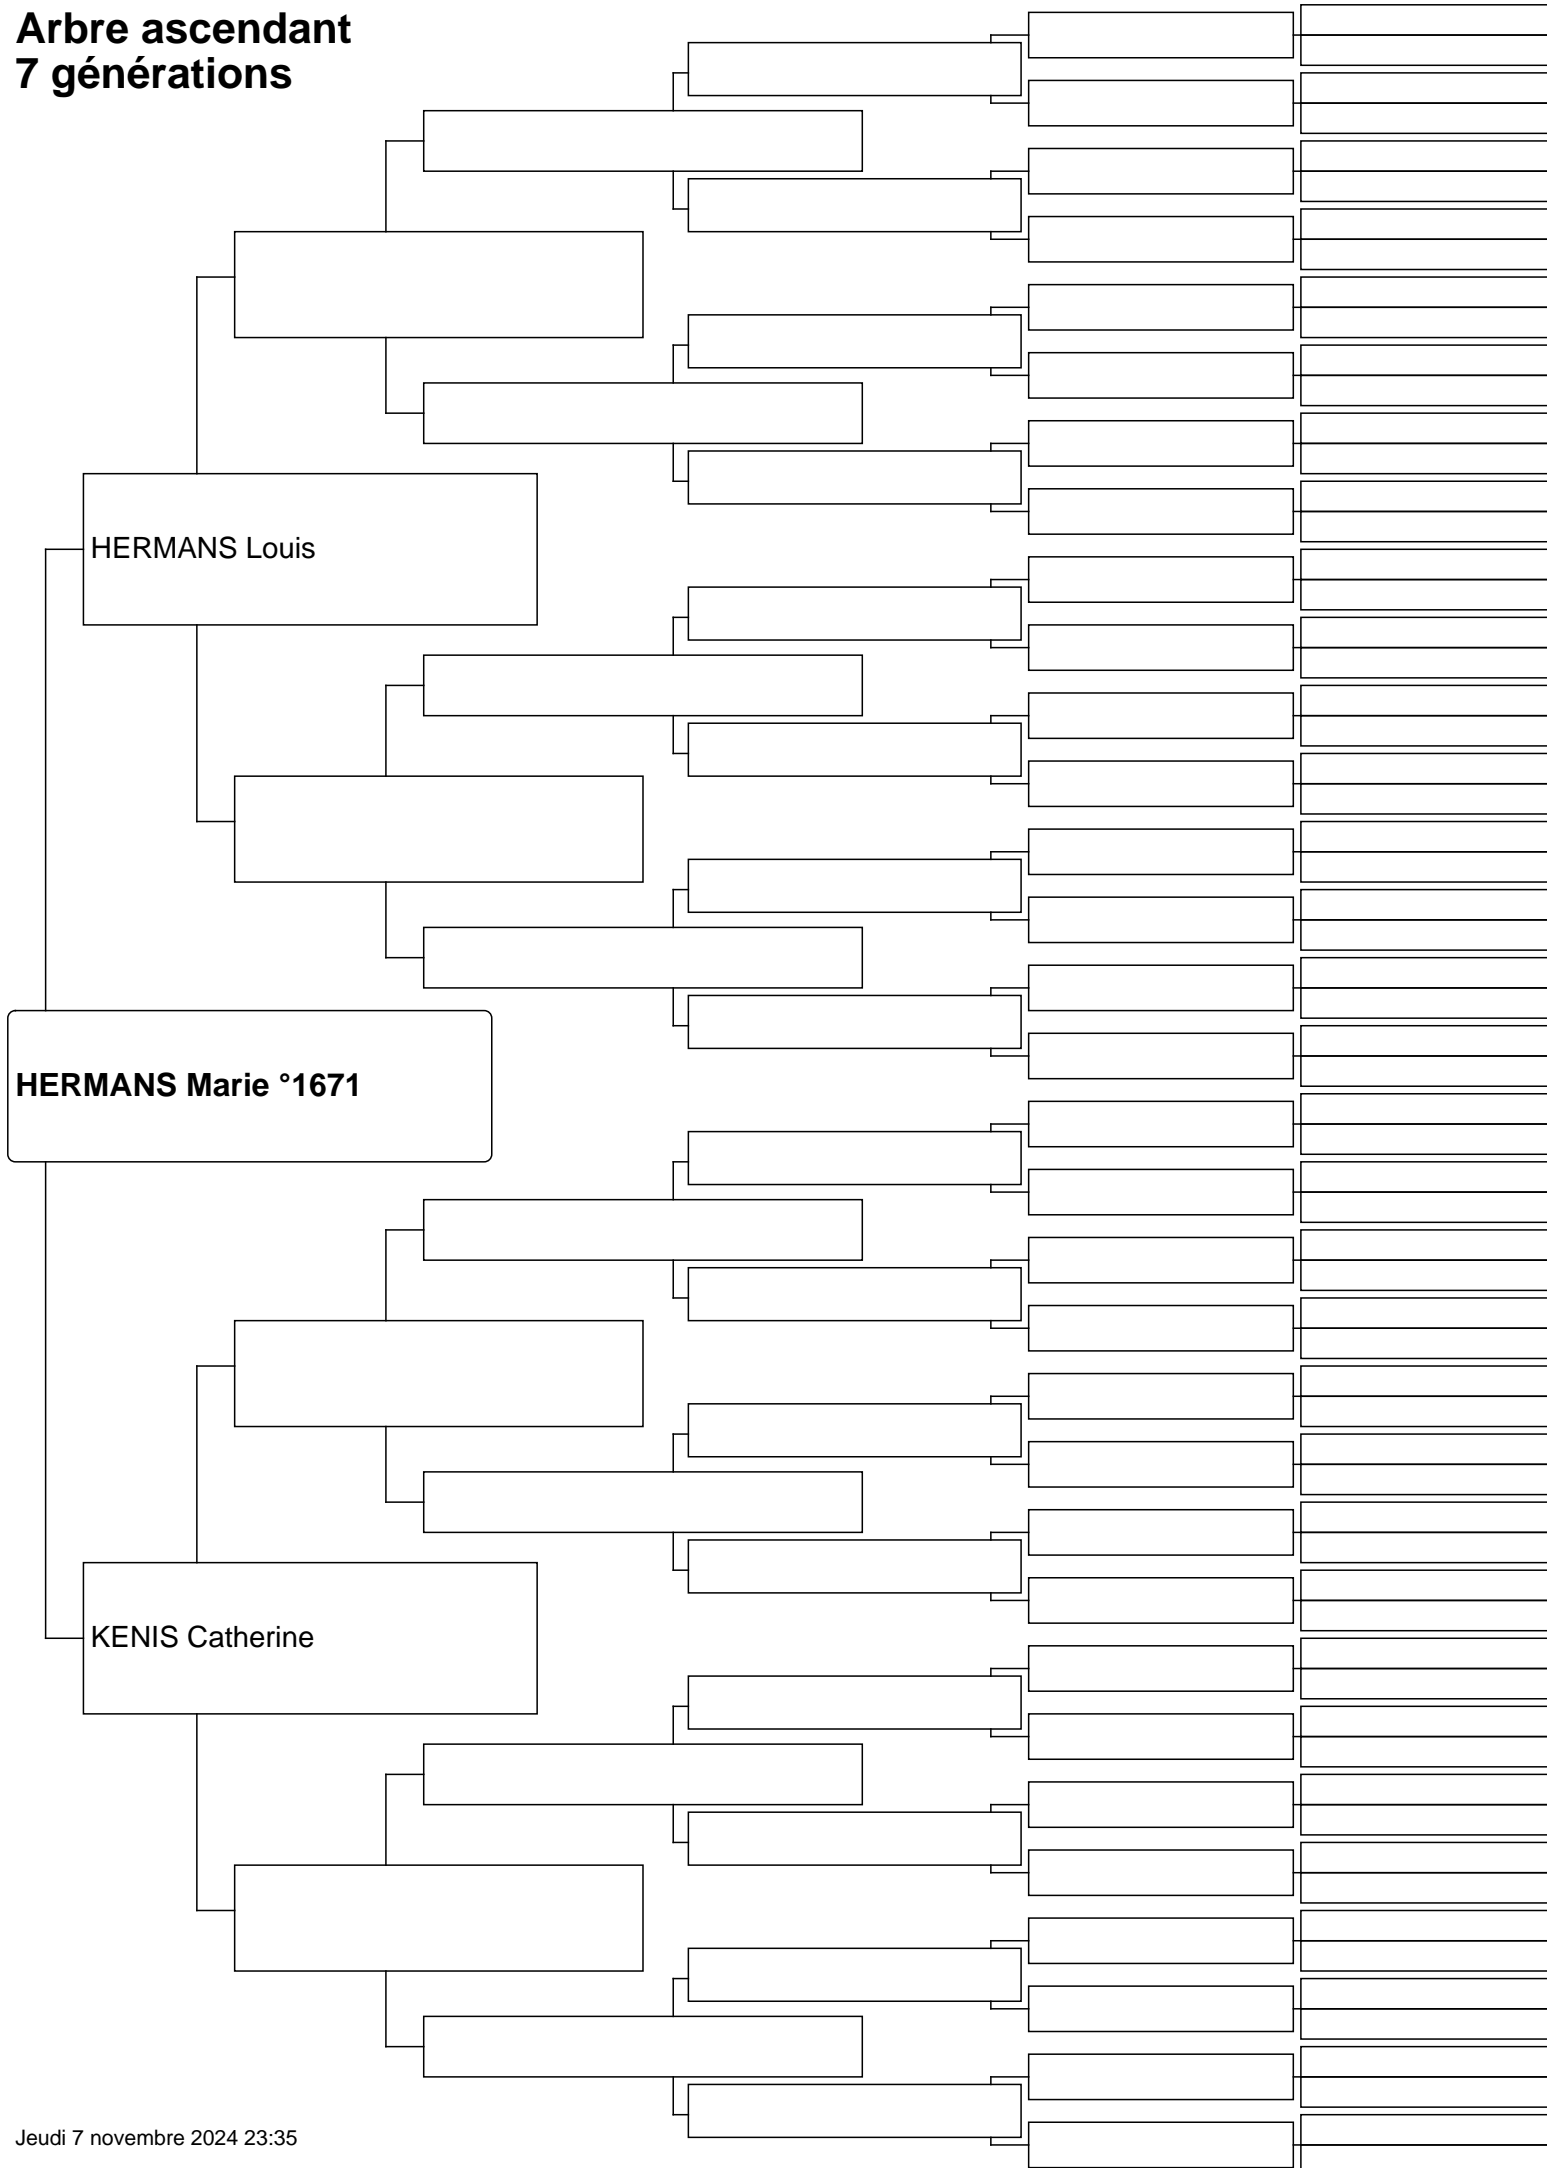 Arbre ascendant
7 générations
HERMANS Louis
HERMANS Marie °1671
KENIS Catherine
Jeudi 7 novembre 2024 23:35